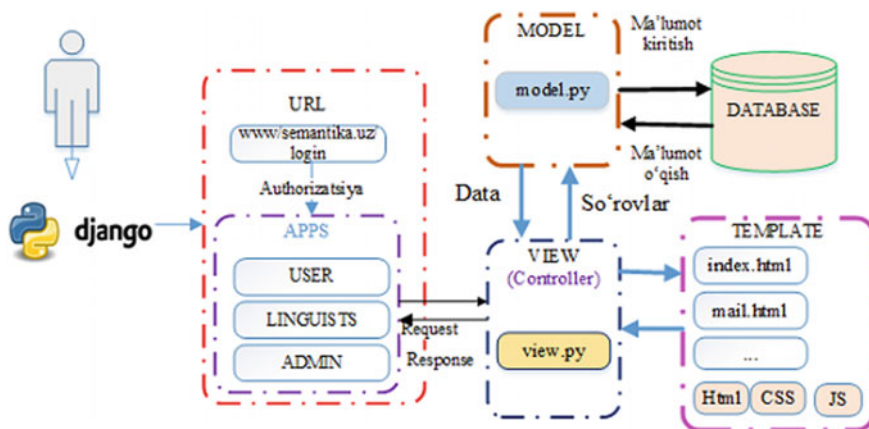 MODEL
model.py
Ma'lumot
kiritish
DATABASE
Ma'lumot
o‘qish
URL
www/semantika.uz/
login
Authorizatsiya
django
APPS
USER
LINGUISTS
ADMIN
Request
Response
Data
So‘rovlar
VIEW
(Controller)
view.py
TEMPLATE
index.html
mail.html
...
Html
CSS
JS